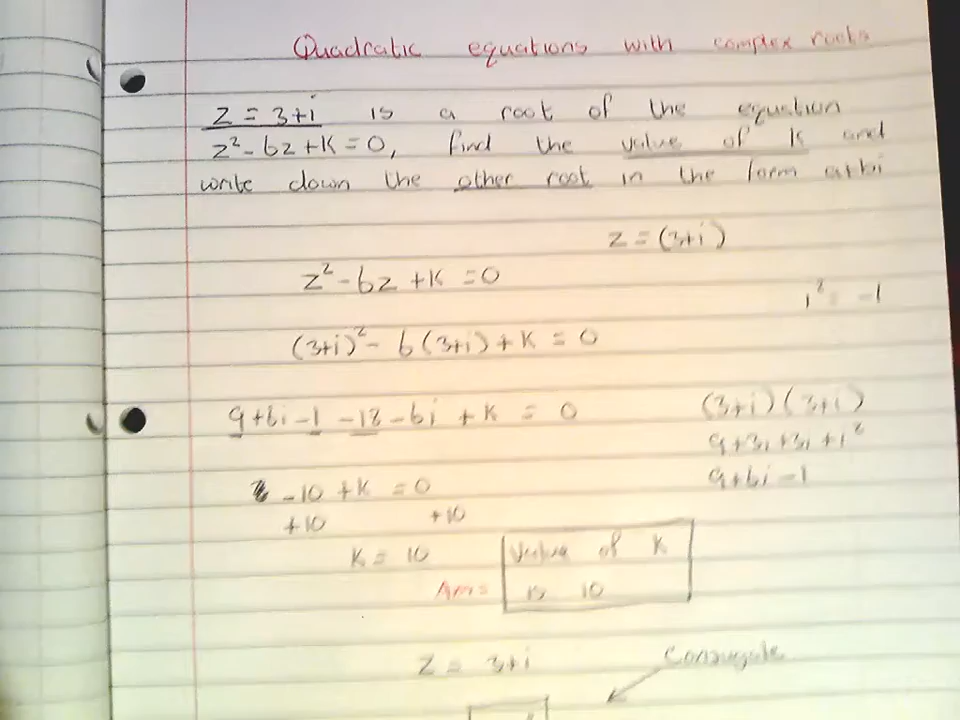 Quadratic equations with complex roots
z = 3+i is a root of the equation
z² - 6z + K = 0, find the value of K and
write down the other root in the form a+bi
z = (3+i)
z² - 6z + K = 0
i² = -1
(3+i)² - 6(3+i) + K = 0
9+6i - 1 - 18 - 6i + K = 0
(3+i)(3+i)
9+3i+3i+i²
9+6i-1
-10 + K = 0
+10 +10
K = 10
Value of K
Ans= is 10
z = 3+i
Conjugate